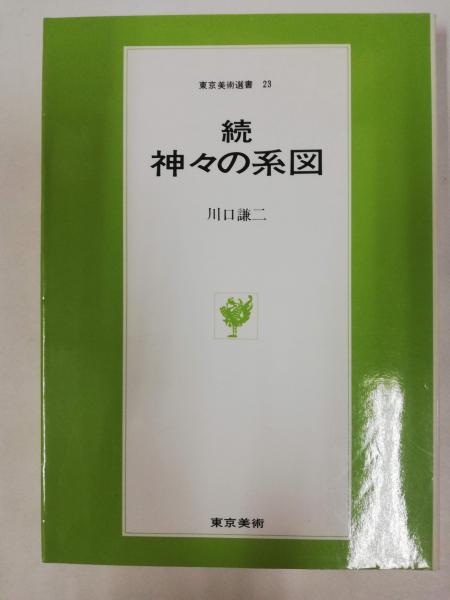 東京美術選書 23
続
神々の系図
川口謙二
東京美術